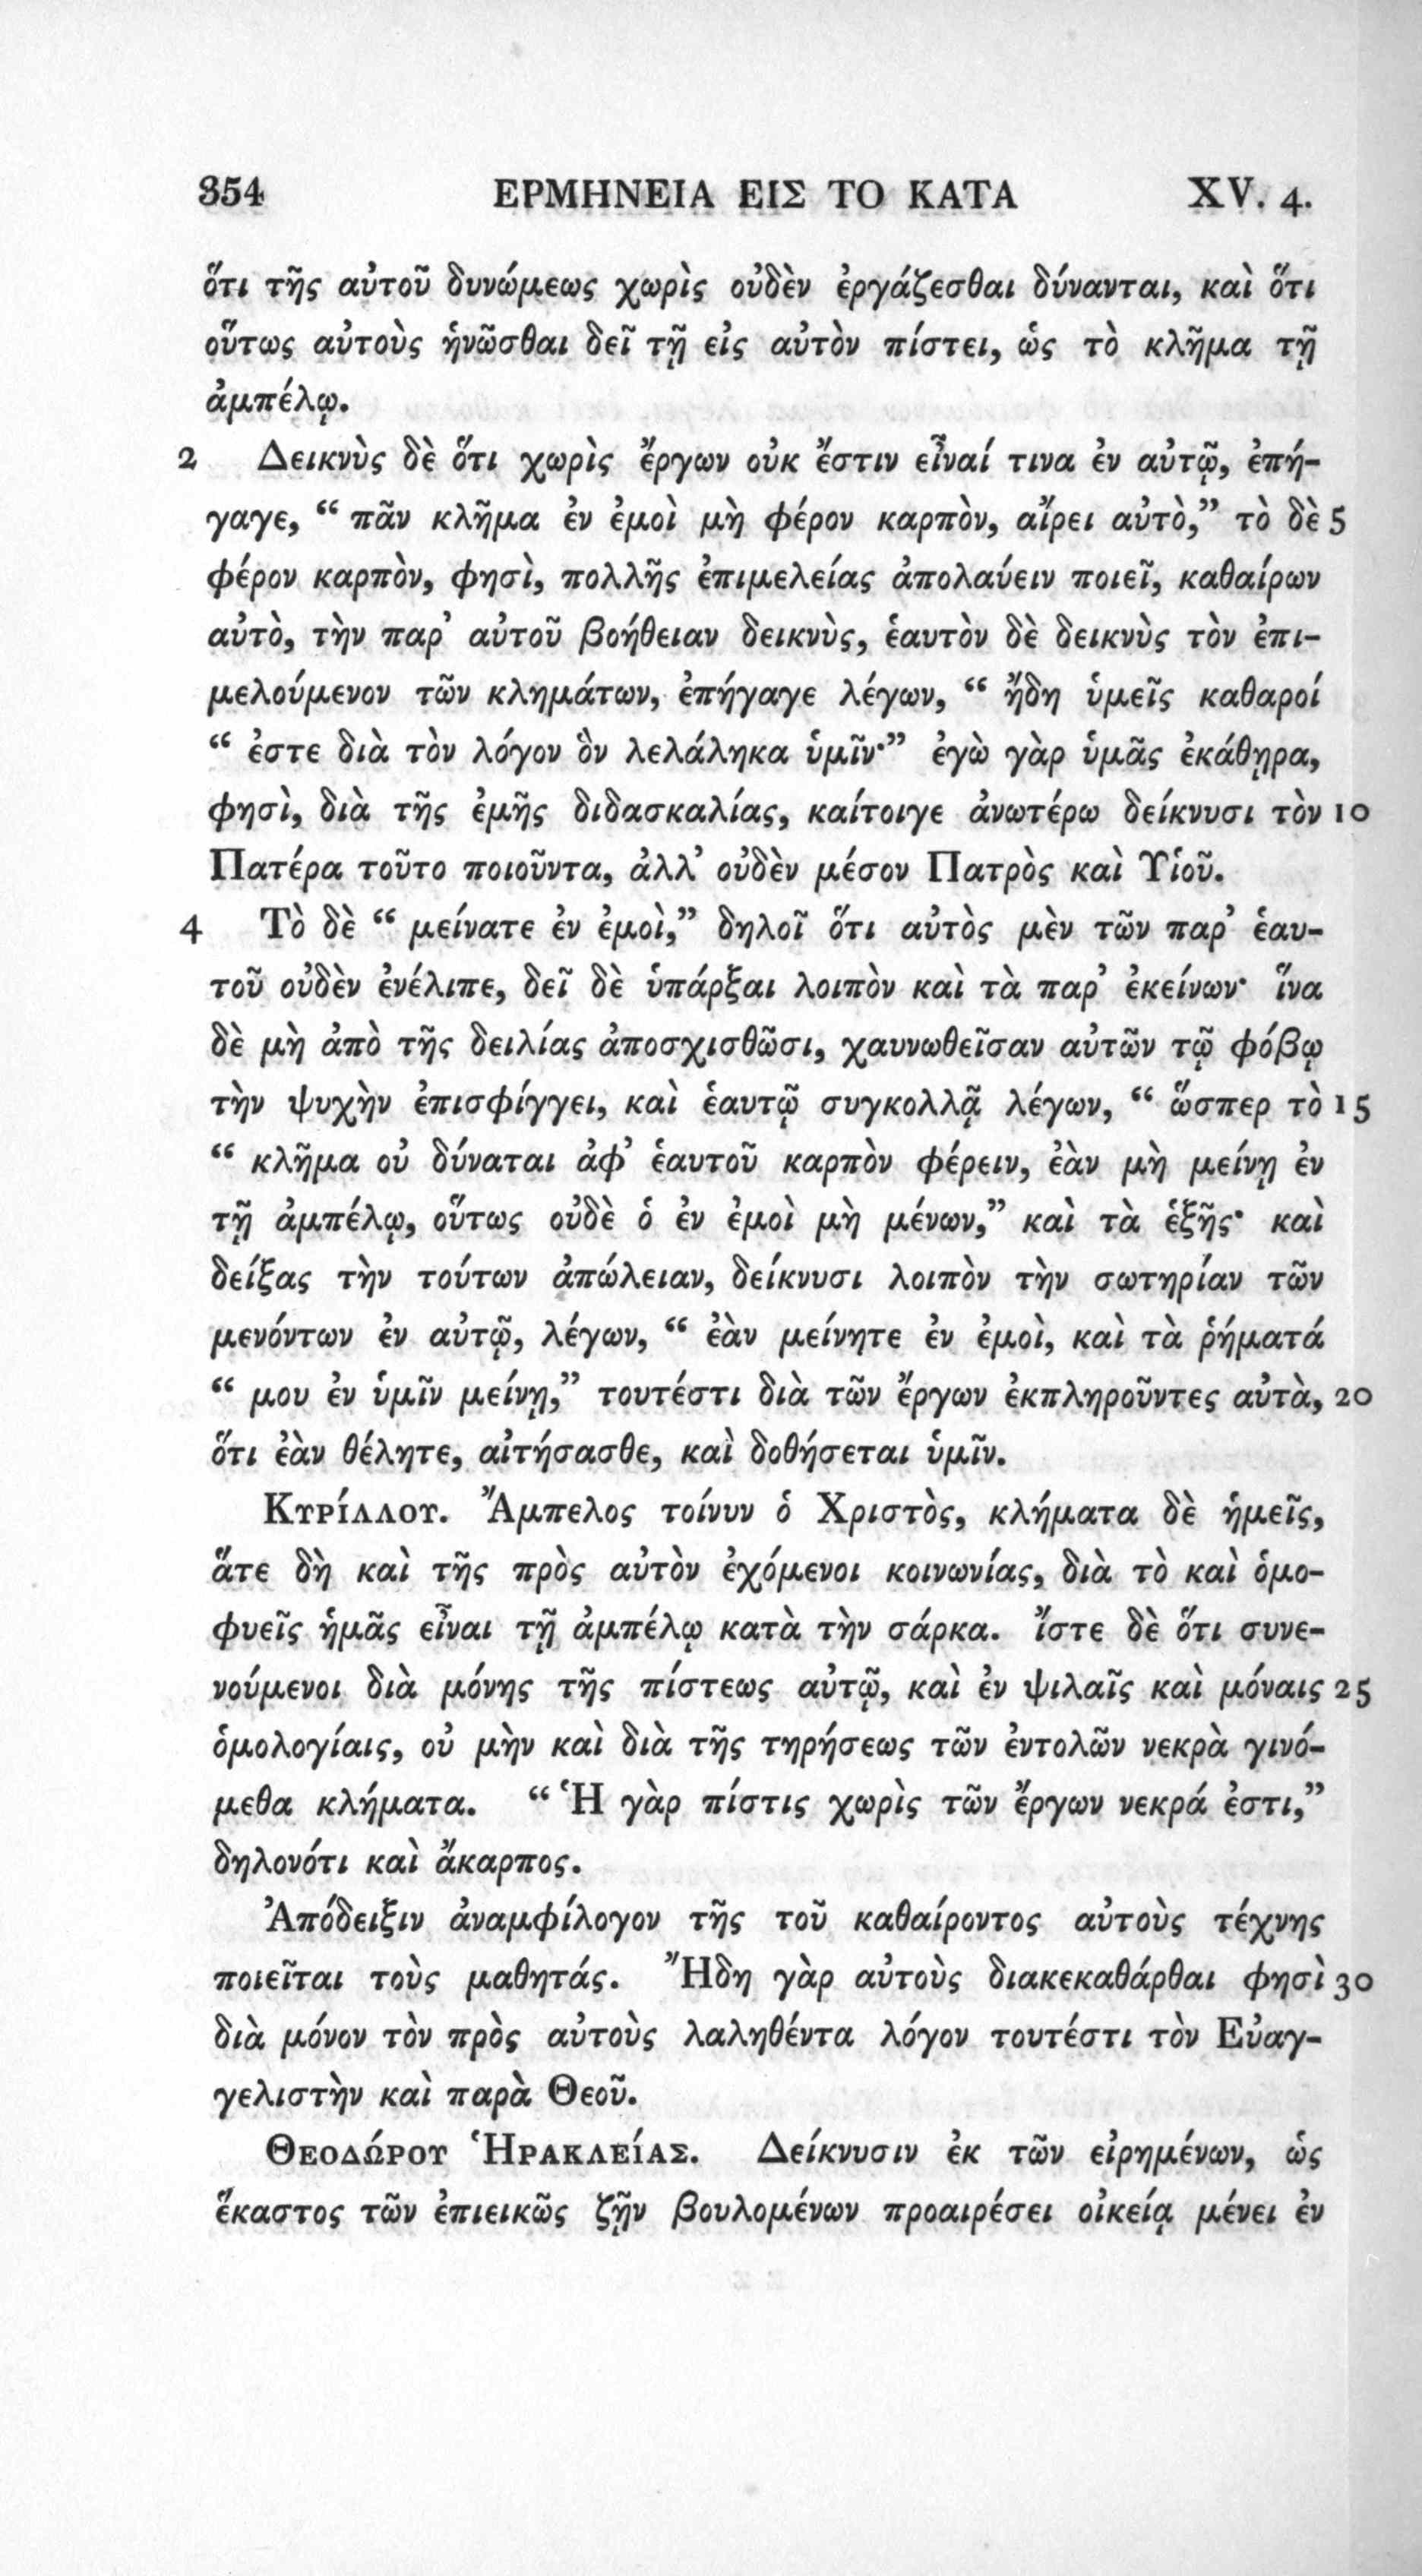 354 ΕΡΜΗΝΕΙΑ ΕΙΣ ΤΟ ΚΑΤΑ XV. 4.
ὅτι τῆς αὐτοῦ δυνώμεως χωρὶς οὐδὲν ἐργάζεσθαι δύνανται, καὶ ὅτι
οὕτως αὐτοὺς ἡνῶσθαι δεῖ τῇ εἰς αὐτὸν πίστει, ὡς τὸ κλῆμα τῇ
ἀμπέλῳ.
2 Δεικνὺς δὲ ὅτι χωρὶς ἔργων οὐκ ἔστιν εἶναί τινα ἐν αὐτῷ, ἐπή-
γαγε, “ πᾶν κλῆμα ἐν ἐμοὶ μὴ φέρον καρπὸν, αἴρει αὐτὸ,” τὸ δὲ 5
φέρον καρπὸν, φησὶ, πολλῆς ἐπιμελείας ἀπολαύειν ποιεῖ, καθαίρων
αὐτὸ, τὴν παρ’ αὐτοῦ βοήθειαν δεικνὺς, ἑαυτὸν δὲ δεικνὺς τὸν ἐπι-
μελούμενον τῶν κλημάτων, ἐπήγαγε λέγων, “ ἤδη ὑμεῖς καθαροί
“ ἐστε διὰ τὸν λόγον ὃν λελάληκα ὑμῖν·” ἐγὼ γὰρ ὑμᾶς ἐκάθῃρα,
φησὶ, διὰ τῆς ἐμῆς διδασκαλίας, καίτοιγε ἀνωτέρω δείκνυσι τὸν 10
Πατέρα τοῦτο ποιοῦντα, ἀλλ’ οὐδὲν μέσον Πατρὸς καὶ Υἱοῦ.
4 Τὸ δὲ “ μείνατε ἐν ἐμοὶ,” δηλοῖ ὅτι αὐτὸς μὲν τῶν παρ’ ἑαυ-
τοῦ οὐδὲν ἐνέλιπε, δεῖ δὲ ὑπάρξαι λοιπὸν καὶ τὰ παρ’ ἐκείνων· ἵνα
δὲ μὴ ἀπὸ τῆς δειλίας ἀποσχισθῶσι, χαυνωθεῖσαν αὐτῶν τῷ φόβῳ
τὴν ψυχὴν ἐπισφίγγει, καὶ ἑαυτῷ συγκολλᾷ λέγων, “ ὥσπερ τὸ 15
“ κλῆμα οὐ δύναται ἀφ’ ἑαυτοῦ καρπὸν φέρειν, ἐὰν μὴ μείνῃ ἐν
τῇ ἀμπέλῳ, οὕτως οὐδὲ ὁ ἐν ἐμοὶ μὴ μένων,” καὶ τὰ ἑξῆς· καὶ
δείξας τὴν τούτων ἀπώλειαν, δείκνυσι λοιπὸν τὴν σωτηρίαν τῶν
μενόντων ἐν αὐτῷ, λέγων, “ ἐὰν μείνητε ἐν ἐμοὶ, καὶ τὰ ῥήματά
“ μου ἐν ὑμῖν μείνῃ,” τουτέστι διὰ τῶν ἔργων ἐκπληροῦντες αὐτὰ, 20
ὅτι ἐὰν θέλητε, αἰτήσασθε, καὶ δοθήσεται ὑμῖν.
ΚΥΡΊΛΛΟΥ. Ἄμπελος τοίνυν ὁ Χριστὸς, κλήματα δὲ ἡμεῖς,
ἅτε δὴ καὶ τῆς πρὸς αὐτὸν ἐχόμενοι κοινωνίας, διὰ τὸ καὶ ὁμο-
φυεῖς ἡμᾶς εἶναι τῇ ἀμπέλῳ κατὰ τὴν σάρκα. ἴστε δὲ ὅτι συνε-
νούμενοι διὰ μόνης τῆς πίστεως αὐτῷ, καὶ ἐν ψιλαῖς καὶ μόναις 25
ὁμολογίαις, οὐ μὴν καὶ διὰ τῆς τηρήσεως τῶν ἐντολῶν νεκρὰ γινό-
μεθα κλήματα. “ Ἡ γὰρ πίστις χωρὶς τῶν ἔργων νεκρά ἐστι,”
δηλονότι καὶ ἄκαρπος.
Ἀπόδειξιν ἀναμφίλογον τῆς τοῦ καθαίροντος αὐτοὺς τέχνης
ποιεῖται τοὺς μαθητάς. Ἤδη γὰρ αὐτοὺς διακεκαθάρθαι φησὶ 30
διὰ μόνον τὸν πρὸς αὐτοὺς λαληθέντα λόγον τουτέστι τὸν Εὐαγ-
γελιστὴν καὶ παρὰ Θεοῦ.
ΘΕΟΔΏΡΟΥ ἩΡΑΚΛΕΊΑΣ. Δείκνυσιν ἐκ τῶν εἰρημένων, ὡς
ἕκαστος τῶν ἐπιεικῶς ζῇν βουλομένων προαιρέσει οἰκείᾳ μένει ἐν